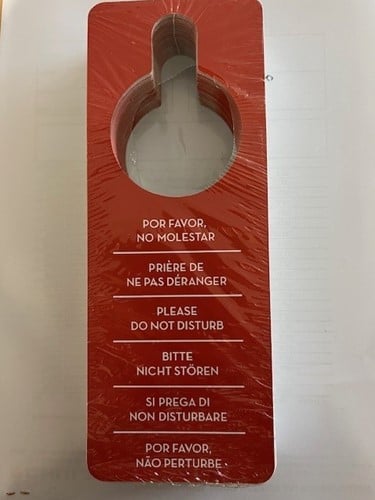 POR FAVOR,
NO MOLESTAR
PRIÈRE DE
NE PAS DÉRANGER
PLEASE
DO NOT DISTURB
BITTE
NICHT STÖREN
SI PREGA DI
NON DISTURBARE
POR FAVOR,
NÃO PERTURBE